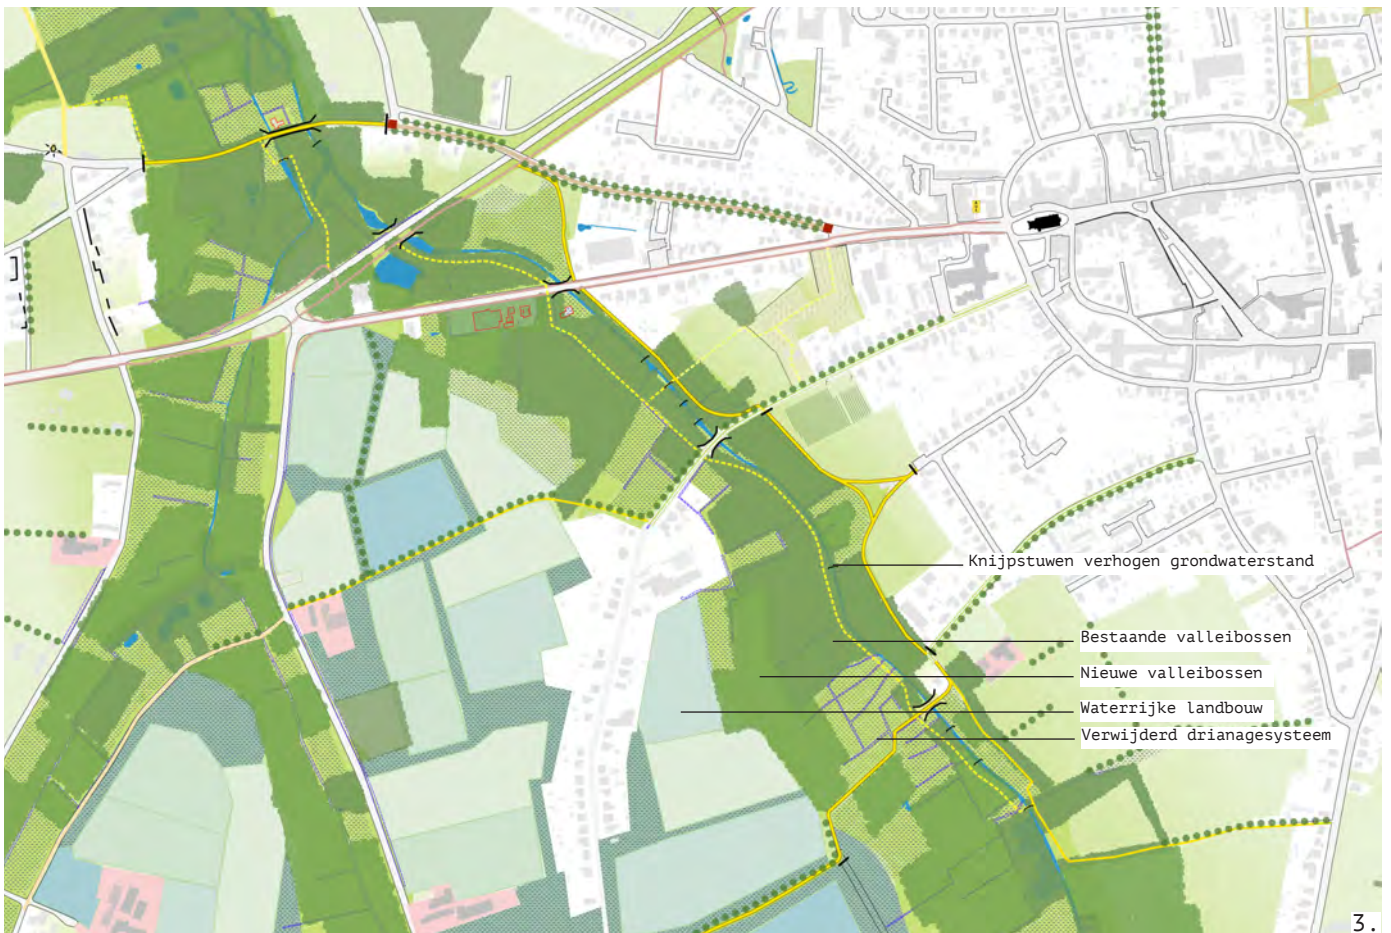 Knijpstuwen verhogen grondwaterstand
Bestaande valleibossen
Nieuwe valleibossen
Waterrijke landbouw
Verwijderd drianagesysteem
3.